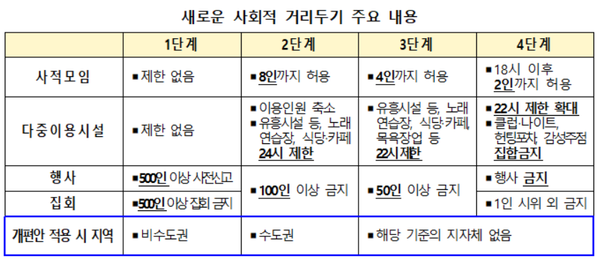 새로운 사회적 거리두기 주요 내용
1단계 2단계 3단계 4단계
사적모임
▪제한 없음
▪8인까지 허용
▪4인까지 허용
▪18시 이후
2인까지 허용
다중이용시설
▪제한 없음
▪이용인원 축소
▪유흥시설 등, 노래
연습장, 식당·카페
24시 제한
▪유흥시설 등, 노래
연습장, 식당·카페,
목욕장업 등
22시제한
▪22시 제한 확대
▪클럽·나이트,
헌팅포차, 감성주점
집합금지
행사
▪500인 이상 사전신고
▪100인 이상 금지
▪50인 이상 금지
▪행사 금지
집회
▪500인 이상 집회 금지
▪1인 시위 외 금지
개편안 적용 시 지역
▪비수도권
▪수도권
▪해당 기준의 지자체 없음